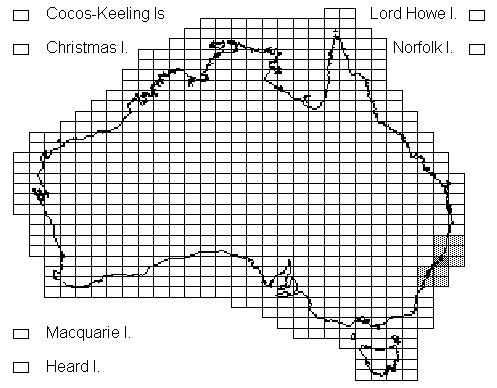 Cocos-Keeling Is
Lord Howe I.
Christmas I.
Norfolk I.
Macquarie I.
Heard I.